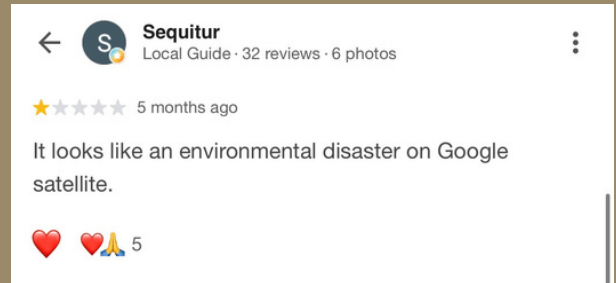 S
Sequitur
Local Guide · 32 reviews · 6 photos
5 months ago
It looks like an environmental disaster on Google
satellite.
5